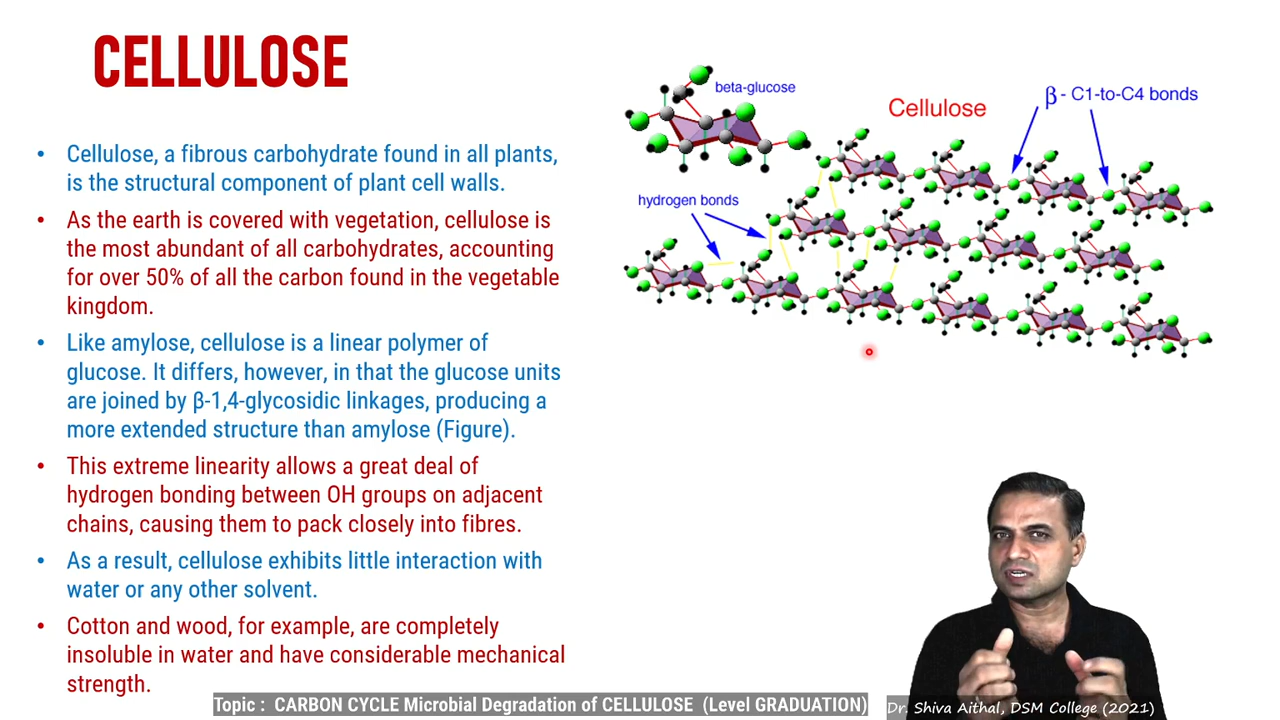 CELLULOSE
• Cellulose, a fibrous carbohydrate found in all plants,
is the structural component of plant cell walls.
• As the earth is covered with vegetation, cellulose is
the most abundant of all carbohydrates, accounting
for over 50% of all the carbon found in the vegetable
kingdom.
• Like amylose, cellulose is a linear polymer of
glucose. It differs, however, in that the glucose units
are joined by β-1,4-glycosidic linkages, producing a
more extended structure than amylose (Figure).
• This extreme linearity allows a great deal of
hydrogen bonding between OH groups on adjacent
chains, causing them to pack closely into fibres.
• As a result, cellulose exhibits little interaction with
water or any other solvent.
• Cotton and wood, for example, are completely
insoluble in water and have considerable mechanical
strength.
beta-glucose
Cellulose
β - C1-to-C4 bonds
hydrogen bonds
Topic : CARBON CYCLE Microbial Degradation of CELLULOSE (Level GRADUATION)
Dr. Shiva Aithal, DSM College (2021)